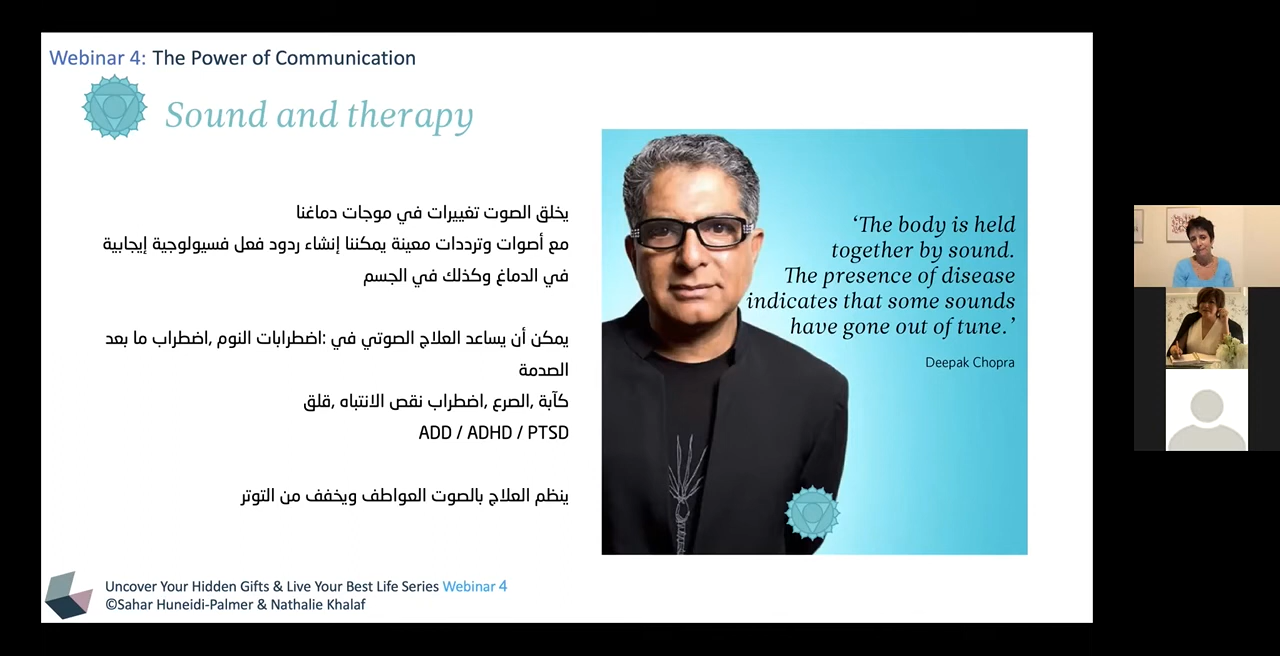 Webinar 4: The Power of Communication
Sound and therapy
يخلق الصوت تغييرات في موجات دماغنا
مع أصوات وترددات معينة يمكننا إنشاء ردود فعل فسيولوجية إيجابية
في الدماغ وكذلك في الجسم
يمكن أن يساعد العلاج الصوتي في :اضطرابات النوم ,اضطراب ما بعد
الصدمة
كآبة ,الصرع ,اضطراب نقص الانتباه ,قلق
ADD / ADHD / PTSD
ينظم العلاج بالصوت العواطف ويخفف من التوتر
‘The body is held
together by sound.
The presence of disease
indicates that some sounds
have gone out of tune.’
Deepak Chopra
Uncover Your Hidden Gifts & Live Your Best Life Series Webinar 4
©Sahar Huneidi-Palmer & Nathalie Khalaf